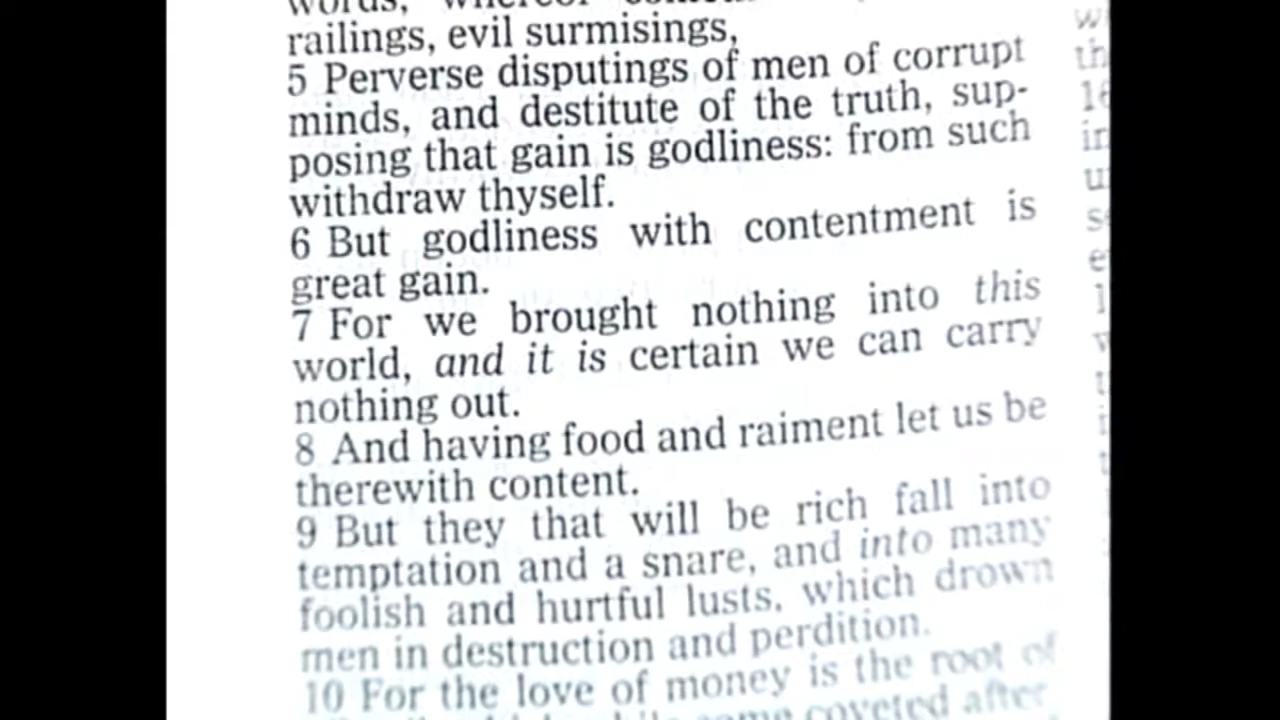 words, whereof
railings, evil surmisings,
5 Perverse disputings of men of corrupt
minds, and destitute of the truth, sup-
posing that gain is godliness: from such
withdraw thyself.
6 But godliness with contentment is
great gain.
7 For we brought nothing into this
world, and it is certain we can carry
nothing out.
8 And having food and raiment let us be
therewith content.
9 But they that will be rich fall into
temptation and a snare, and into many
foolish and hurtful lusts, which drown
men in destruction and perdition.
10 For the love of money is the root of
some coveted after